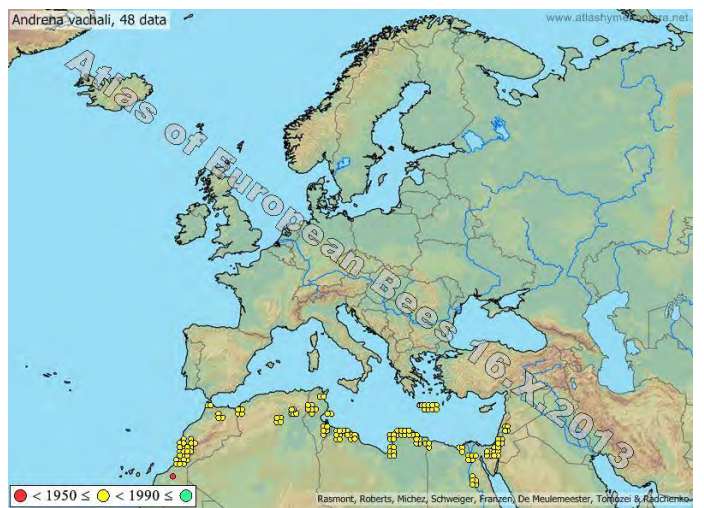 Andrena vachali, 48 data
www.atlashymenoptera.net
Atlas of European Bees 16.X.2013
< 1950 ≤ < 1990 ≤
Rasmont, Roberts, Michez, Schweiger, Franzen, De Meulemeester, Tomozei & Radchenko